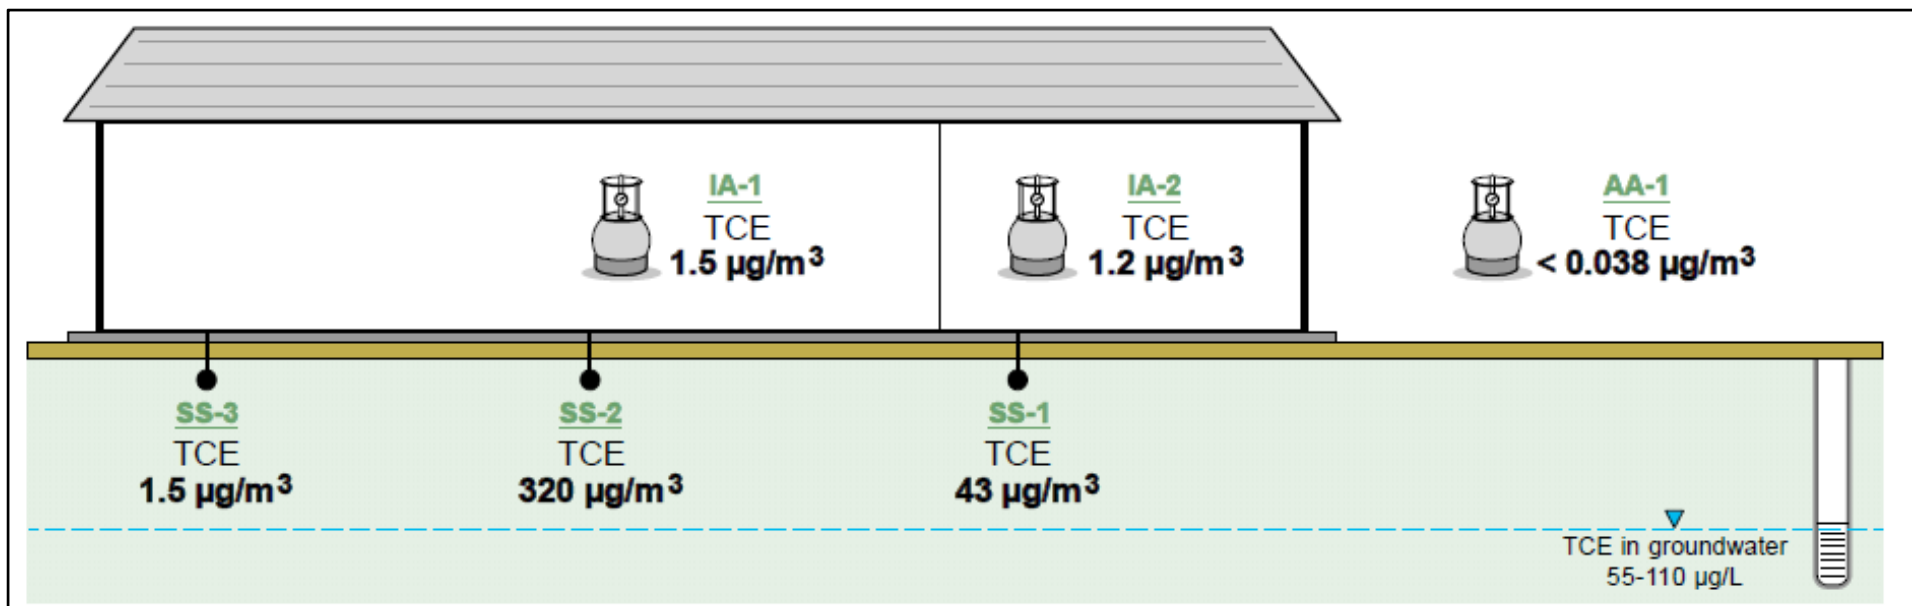 IA-1
TCE
1.5 µg/m³
IA-2
TCE
1.2 µg/m³
AA-1
TCE
< 0.038 µg/m³
SS-3
TCE
1.5 µg/m³
SS-2
TCE
320 µg/m³
SS-1
TCE
43 µg/m³
TCE in groundwater
55-110 µg/L